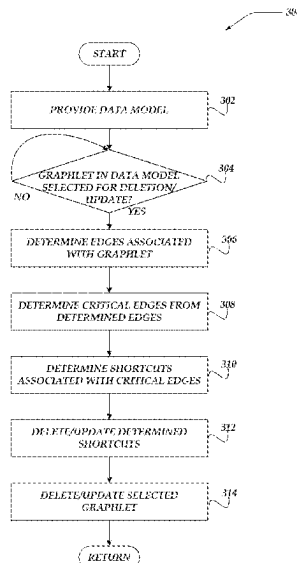 30
START
302
PROVIDE DATA MODEL
304
GRAPHLET IN DATA MODEL
SELECTED FOR DELETION/
UPDATE?
NO
YES
306
DETERMINE EDGES ASSOCIATED
WITH GRAPHLET
308
DETERMINE CRITICAL EDGES FROM
DETERMINED EDGES
310
DETERMINE SHORTCUTS
ASSOCIATED WITH CRITICAL EDGES
312
DELETE/UPDATE DETERMINED
SHORTCUTS
314
DELETE/UPDATE SELECTED
GRAPHLET
RETURN